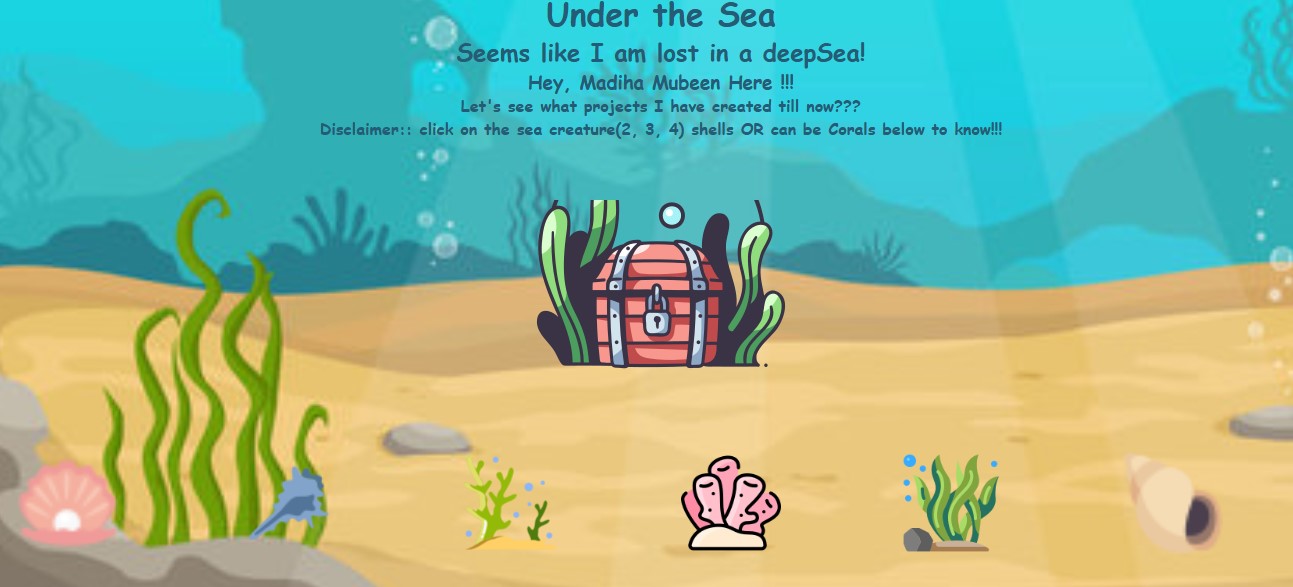 Under the Sea
Seems like I am lost in a deepSea!
Hey, Madiha Mubeen Here !!!
Let's see what projects I have created till now???
Disclaimer:: click on the sea creature(2, 3, 4) shells OR can be Corals below to know!!!